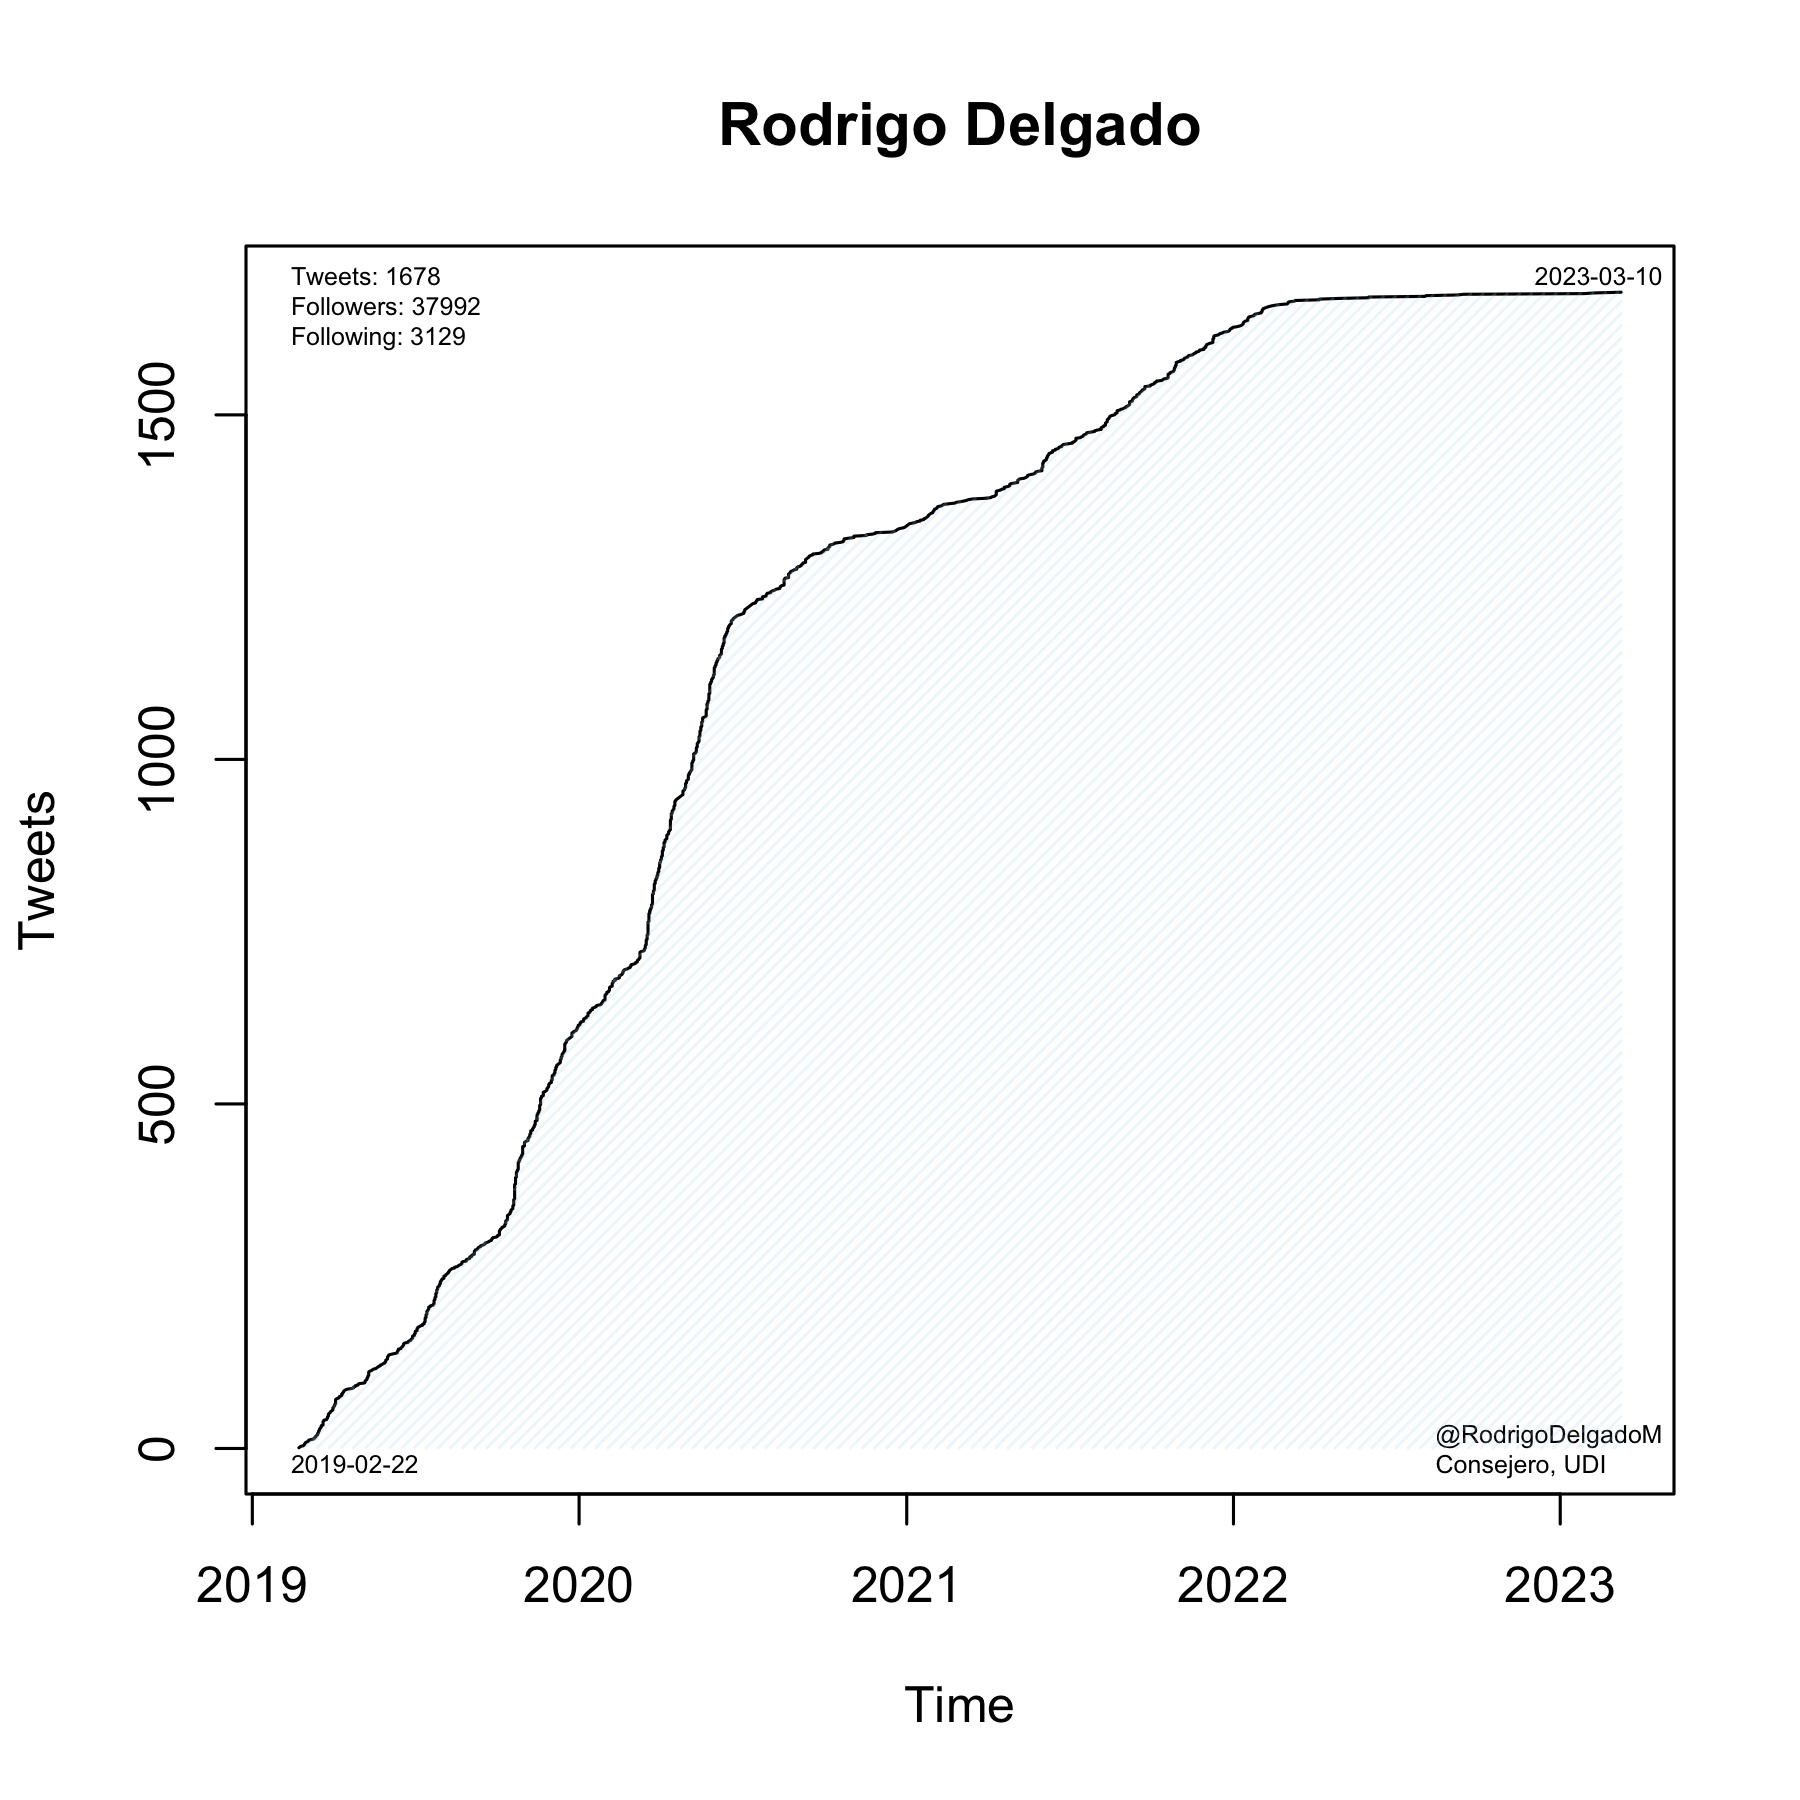 Rodrigo Delgado
Tweets: 1678
Followers: 37992
Following: 3129
2023-03-10
1500
1000
500
0
Tweets
2019-02-22
@RodrigoDelgadoM
Consejero, UDI
2019
2020
2021
2022
2023
Time